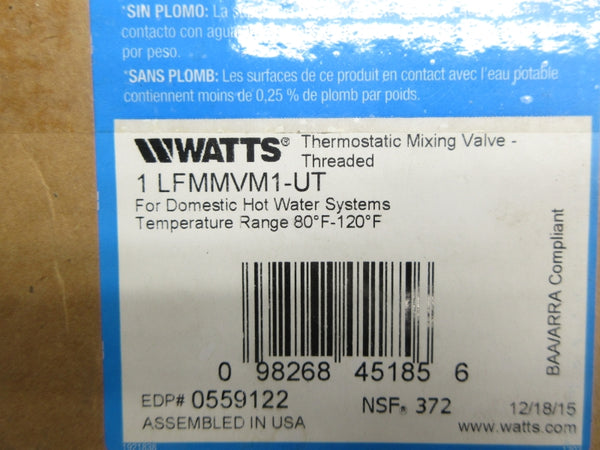 *SIN PLOMO: La
contacto con agu
por peso.
*SANS PLOMB: Les surfaces de ce produit en contact avec l'eau potable
contiennent moins de 0,25 % de plomb par poids.
WATTS® Thermostatic Mixing Valve -
Threaded
1 LFMMVM1-UT
For Domestic Hot Water Systems
Temperature Range 80°F-120°F
BAA/ARRA Compliant
0 98268 45185 6
EDP# 0559122
NSF® 372
12/18/15
ASSEMBLED IN USA
www.watts.com
1921838